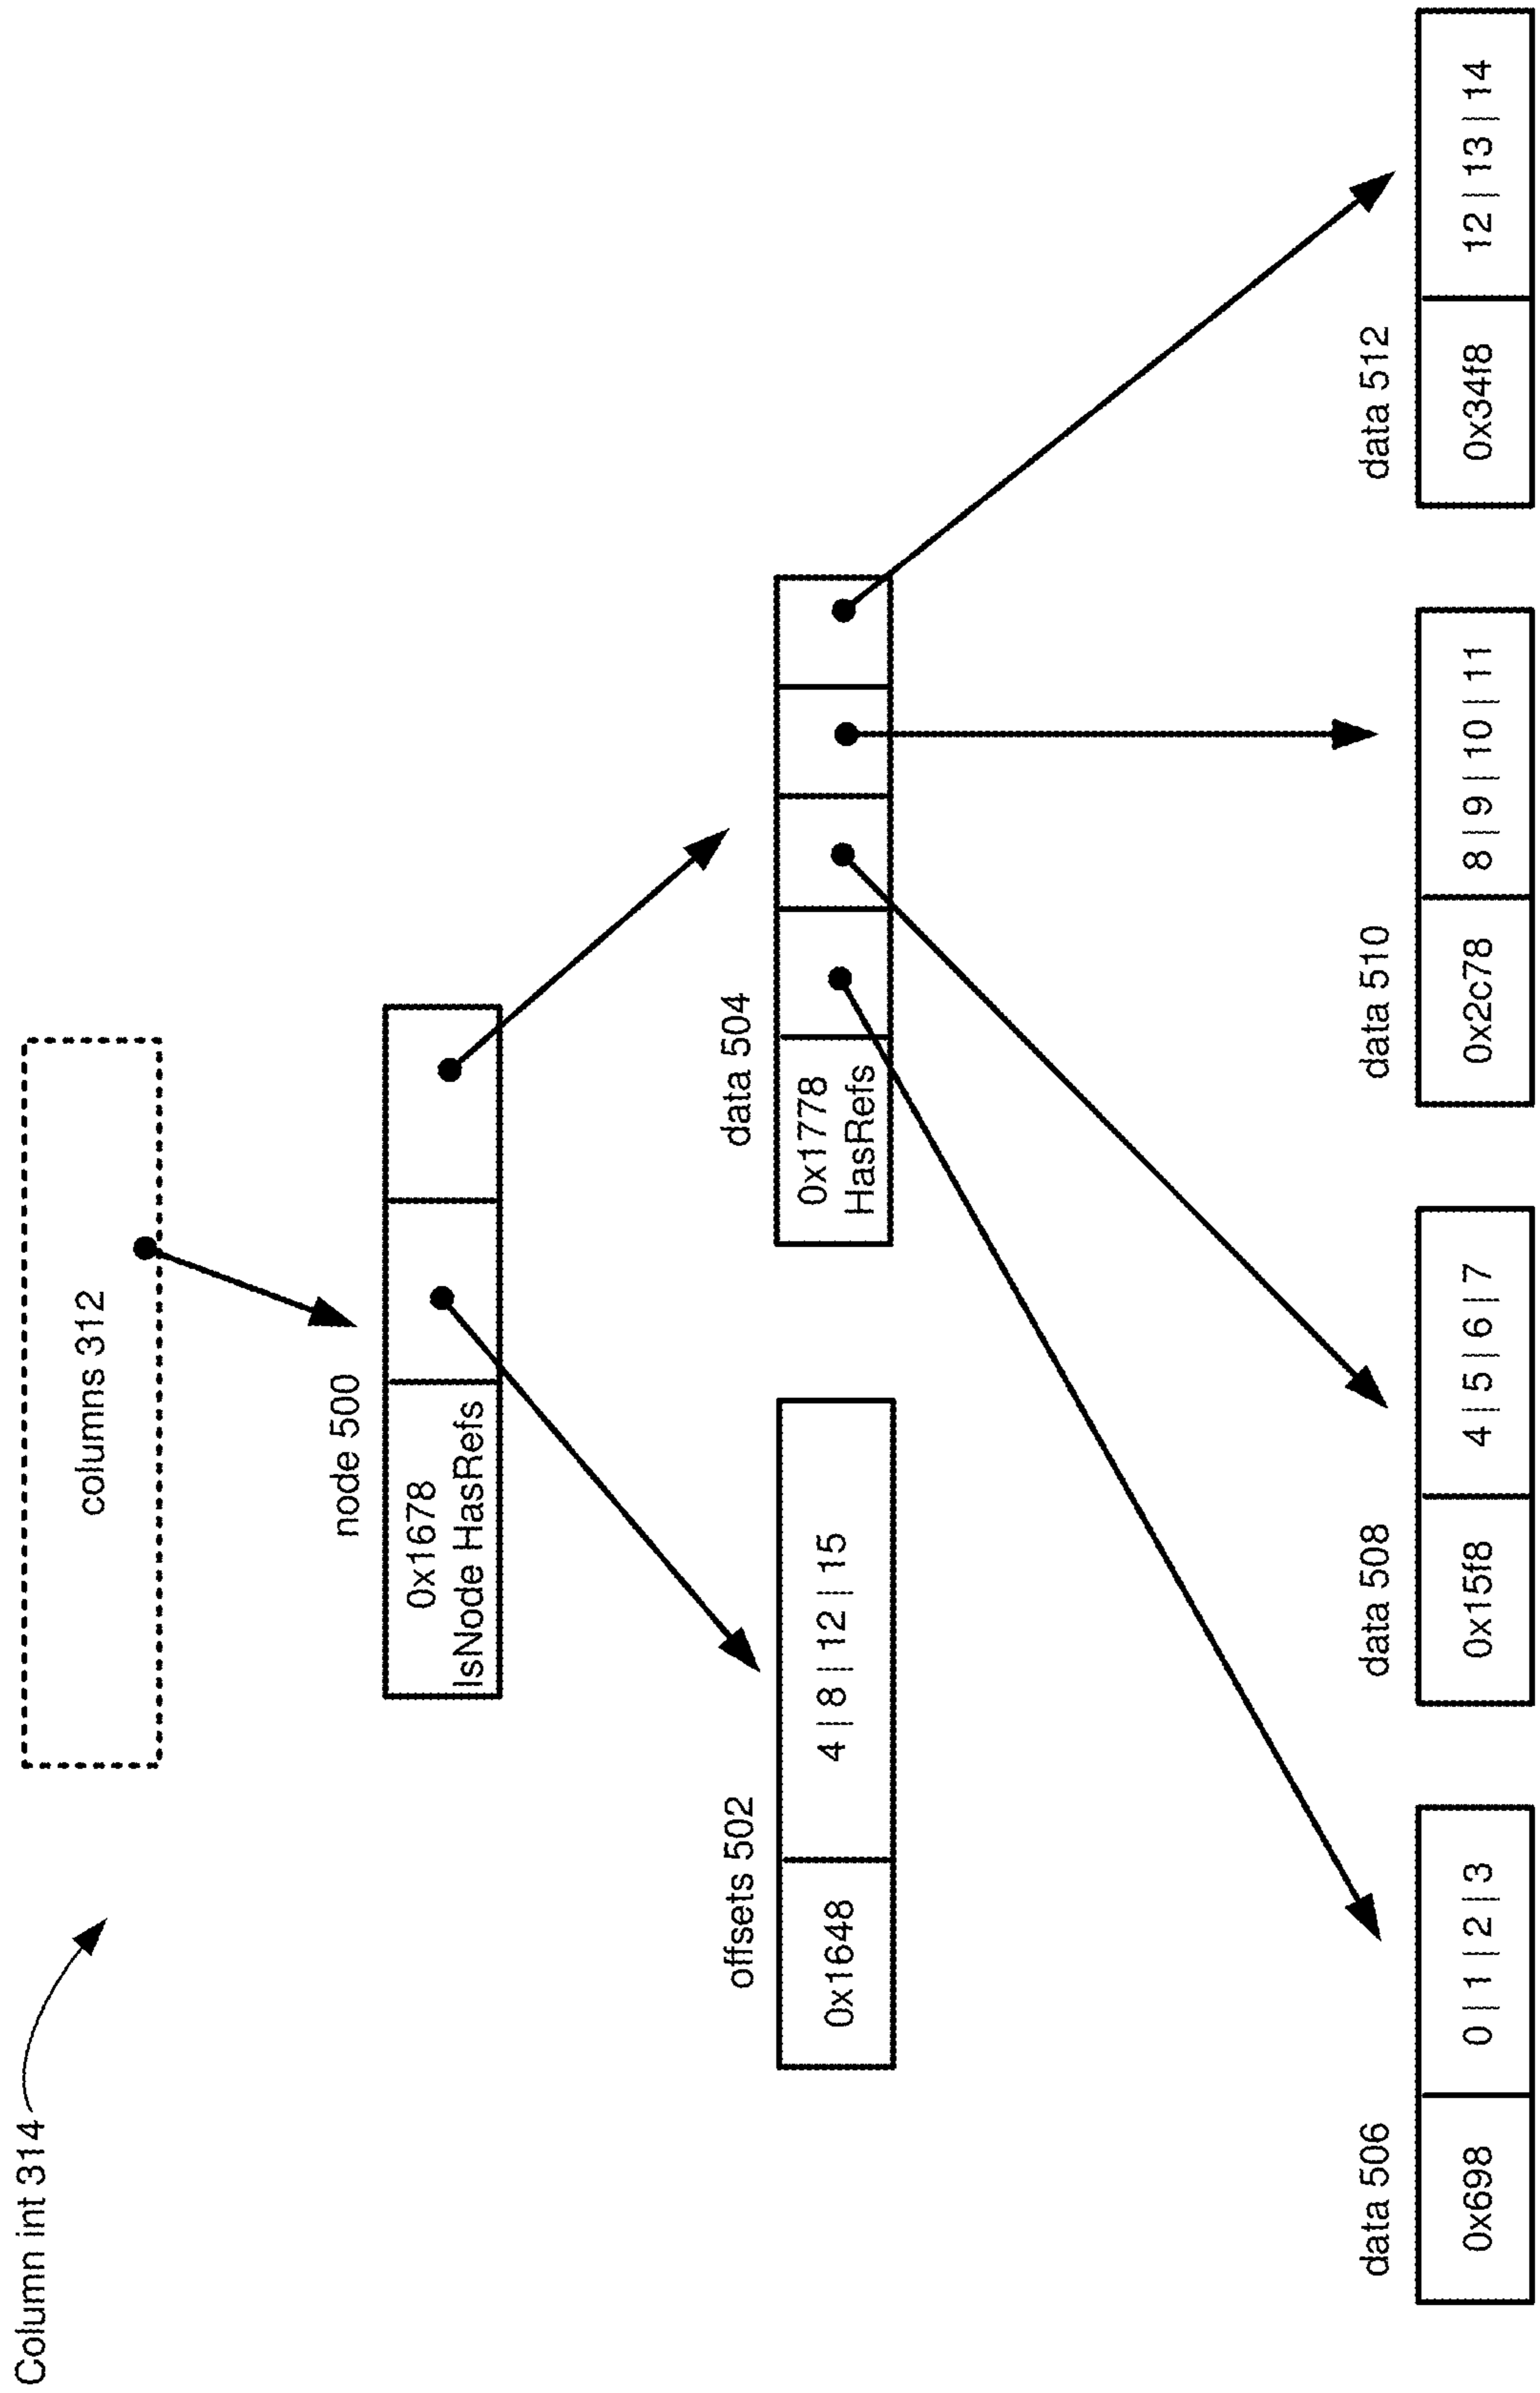 Column int 314
columns 312
node 500
0x1678
IsNode HasRefs
offsets 502
0x1648
4 | 8 | 12 | 15
data 504
0x1778
HasRefs
data 506
0x698
0 | 1 | 2 | 3
data 508
0x15f8
4 | 5 | 6 | 7
data 510
0x2c78
8 | 9 | 10 | 11
data 512
0x34f8
12 | 13 | 14